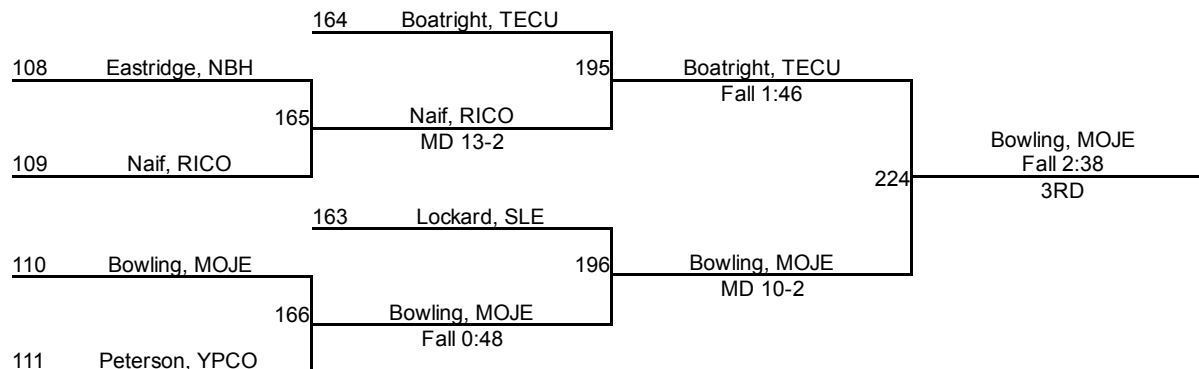 164 Boatright, TECU
108 Eastridge, NBH
195 Boatright, TECU
Fall 1:46
165 Naif, RICO
MD 13-2
Bowling, MOJE
109 Naif, RICO
Fall 2:38
224
3RD
163 Lockard, SLE
110 Bowling, MOJE
196 Bowling, MOJE
MD 10-2
166 Bowling, MOJE
Fall 0:48
111 Peterson, YPCO